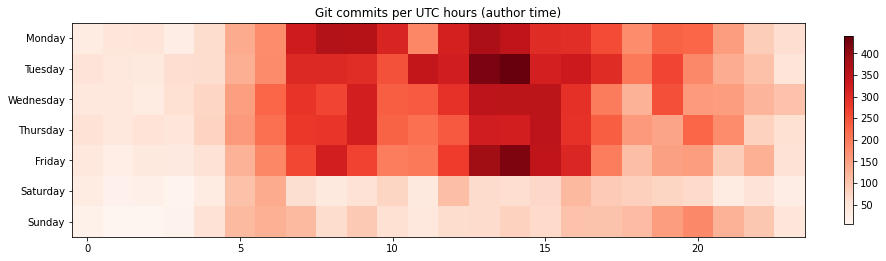 Git commits per UTC hours (author time)
Monday
Tuesday
Wednesday
Thursday
Friday
Saturday
Sunday
0 5 10 15 20
400
350
300
250
200
150
100
50